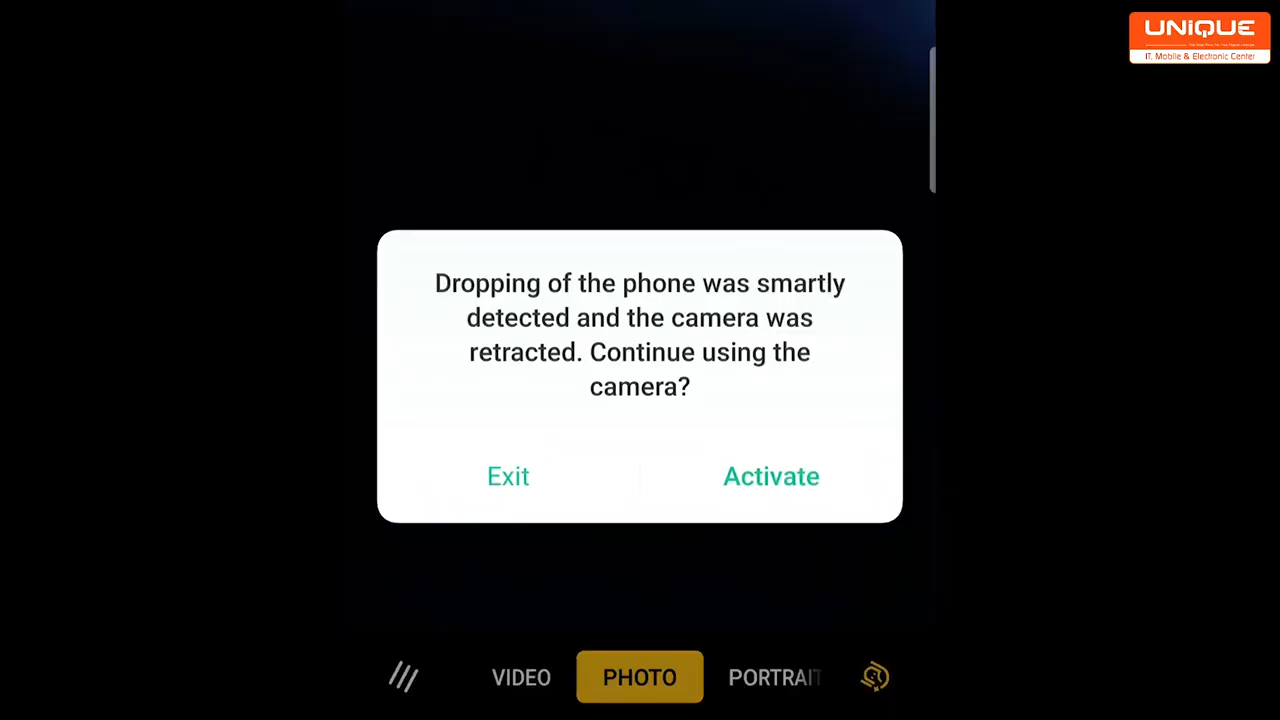 UNiQUE
IT, Mobile & Electronic Center
Dropping of the phone was smartly
detected and the camera was
retracted. Continue using the
camera?
Exit
Activate
VIDEO
PHOTO
PORTRAIT